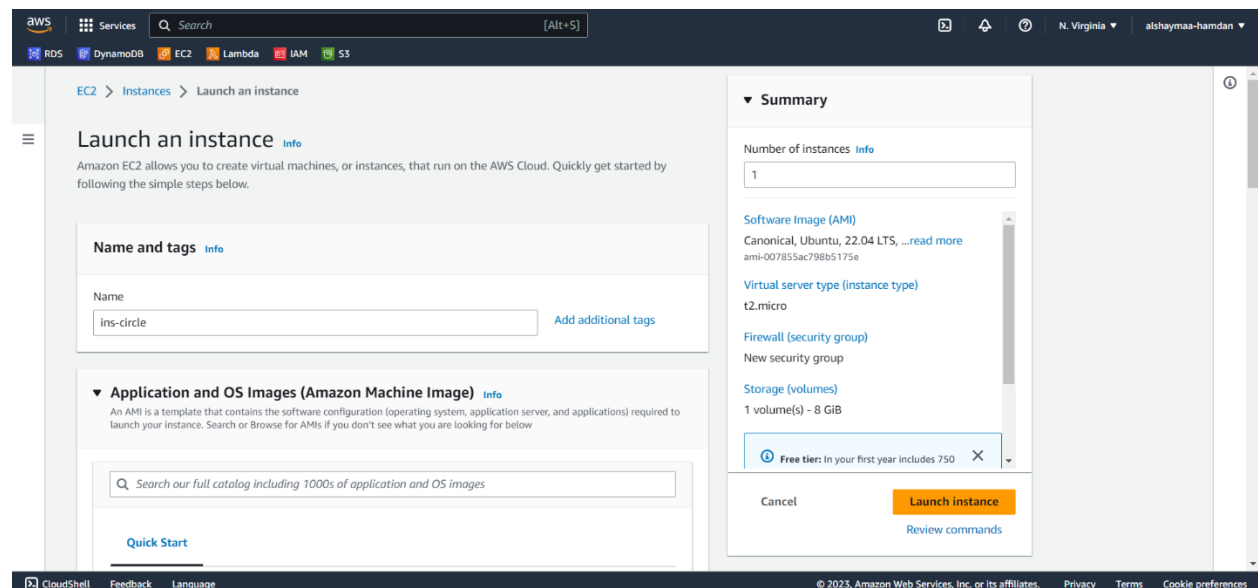 aws
Services
Search
[Alt+S]
N. Virginia
alshaymaa-hamdan
RDS
DynamoDB
EC2
Lambda
IAM
S3
EC2 > Instances > Launch an instance
Launch an instance Info
Amazon EC2 allows you to create virtual machines, or instances, that run on the AWS Cloud. Quickly get started by
following the simple steps below.
Name and tags Info
Name
ins-circle
Add additional tags
Application and OS Images (Amazon Machine Image) Info
An AMI is a template that contains the software configuration (operating system, application server, and applications) required to
launch your instance. Search or Browse for AMIs if you don't see what you are looking for below
Search our full catalog including 1000s of application and OS images
Quick Start
Summary
Number of instances Info
1
Software Image (AMI)
Canonical, Ubuntu, 22.04 LTS, ...read more
ami-007855ac798b5175e
Virtual server type (instance type)
t2.micro
Firewall (security group)
New security group
Storage (volumes)
1 volume(s) - 8 GiB
Free tier: In your first year includes 750
Cancel
Launch instance
Review commands
CloudShell
Feedback
Language
© 2023, Amazon Web Services, Inc. or its affiliates.
Privacy
Terms
Cookie preferences